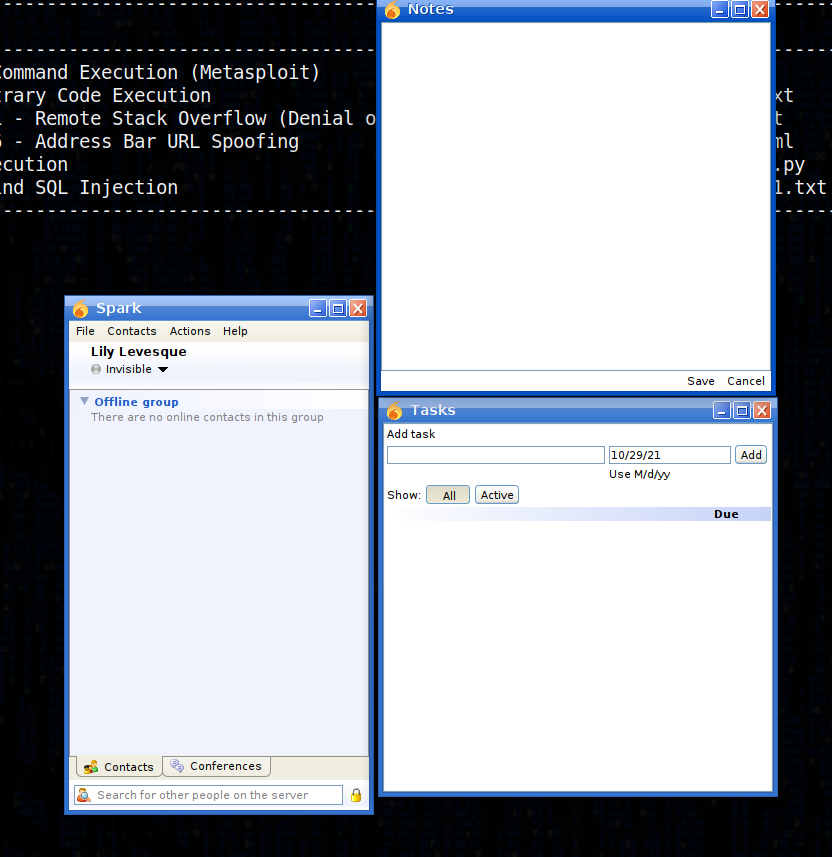 Notes
ommand Execution (Metasploit)
rary Code Execution
xt
- Remote Stack Overflow (Denial o
t
- Address Bar URL Spoofing
ml
ecution
.py
nd SQL Injection
1.txt
Save Cancel
Spark
File Contacts Actions Help
Lily Levesque
Invisible
Offline group
There are no online contacts in this group
Contacts Conferences
Search for other people on the server
Tasks
Add task
10/29/21 Add
Use M/d/yy
Show: All Active
Due